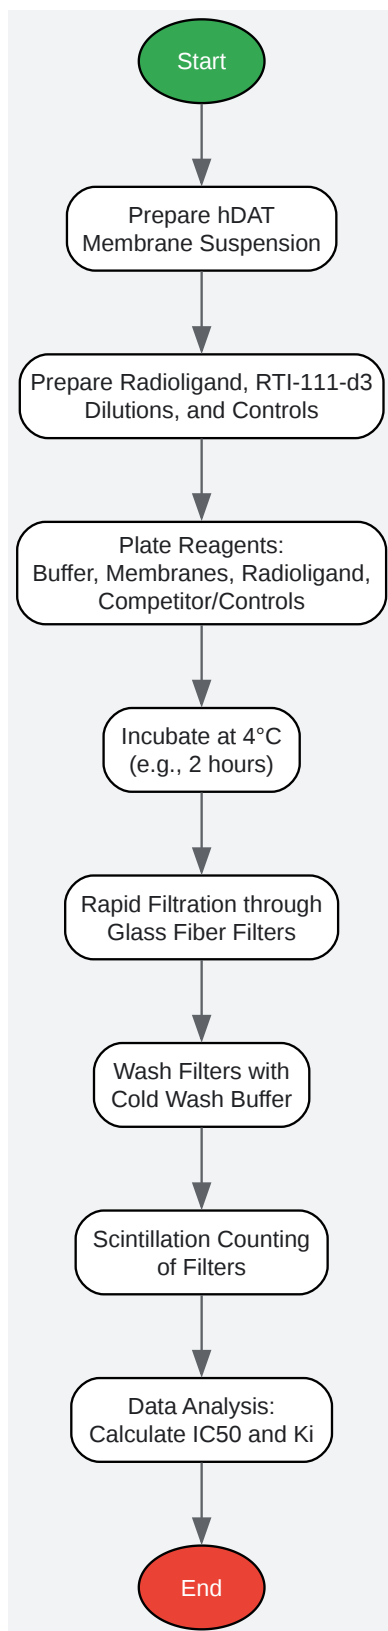 Start
Prepare hDAT
Membrane Suspension
Prepare Radioligand, RTI-111-d3
Dilutions, and Controls
Plate Reagents:
Buffer, Membranes, Radioligand,
Competitor/Controls
Incubate at 4°C
(e.g., 2 hours)
Rapid Filtration through
Glass Fiber Filters
Wash Filters with
Cold Wash Buffer
Scintillation Counting
of Filters
Data Analysis:
Calculate IC50 and Ki
End